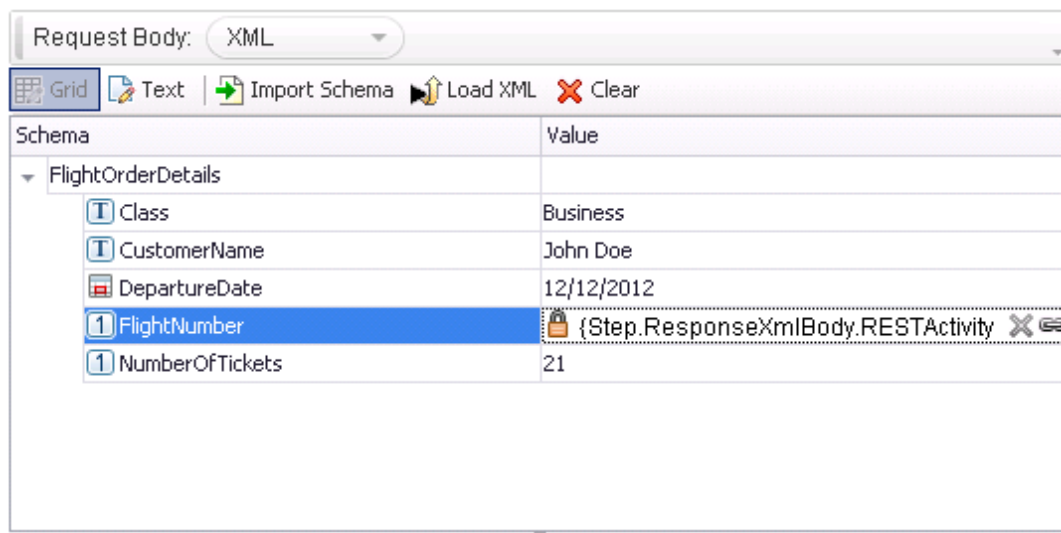 Request Body: XML
Grid Text Import Schema Load XML Clear
Schema Value
FlightOrderDetails
Class Business
CustomerName John Doe
DepartureDate 12/12/2012
FlightNumber {Step.ResponseXmlBody.RESTActivity
NumberOfTickets 21